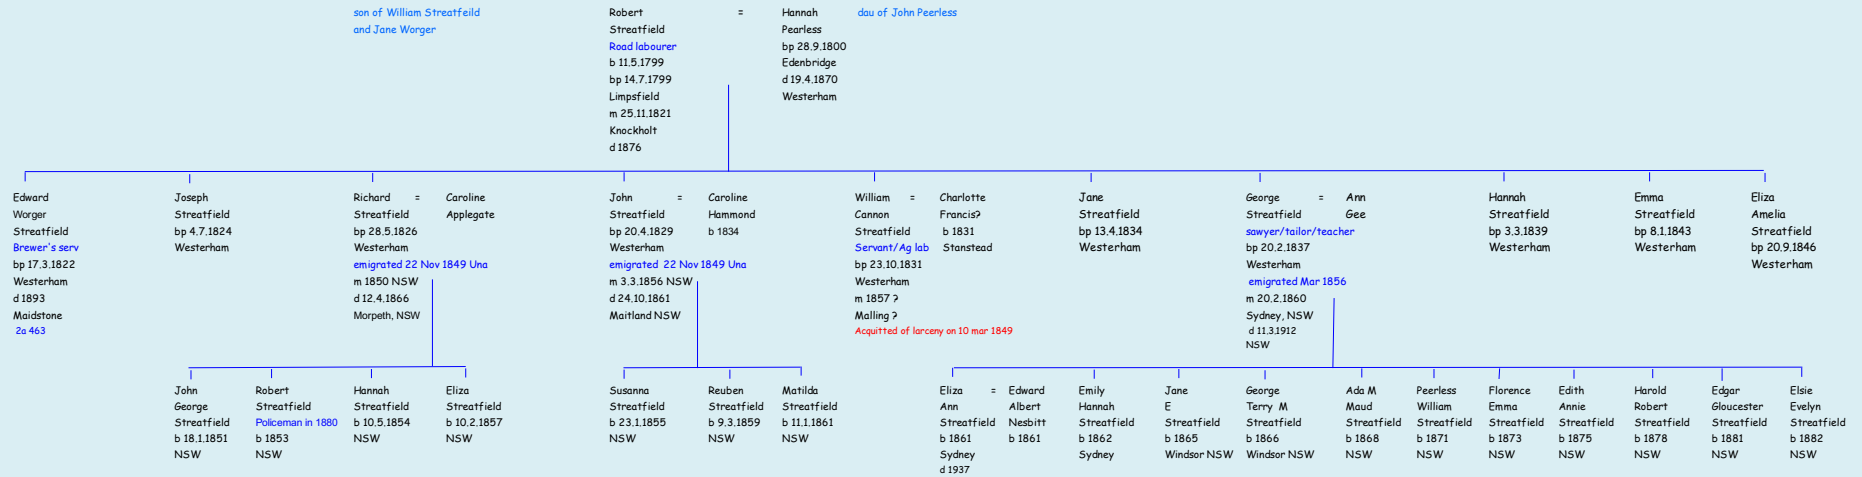 son of William Streatfeild
and Jane Worger
Robert
Streatfield
Road labourer
b 11.5.1799
bp 14.7.1799
Limpsfield
m 25.11.1821
Knockholt
d 1876
=
Hannah
Pearless
bp 28.9.1800
Edenbridge
d 19.4.1870
Westerham
dau of John Peerless
Edward
Worger
Streatfield
Brewer's serv
bp 17.3.1822
Westerham
d 1893
Maidstone
2a 463
Joseph
Streatfield
bp 4.7.1824
Westerham
Richard =
Streatfield
bp 28.5.1826
Westerham
emigrated 22 Nov 1849 Una
m 1850 NSW
d 12.4.1866
Morpeth, NSW
Caroline
Applegate
John =
Streatfield
bp 20.4.1829
Westerham
emigrated 22 Nov 1849 Una
m 3.3.1856 NSW
d 24.10.1861
Maitland NSW
Caroline
Hammond
b 1834
William =
Cannon
Streatfield
Servant/Ag lab
bp 23.10.1831
Westerham
m 1857 ?
Malling ?
Acquitted of larceny on 10 mar 1849
Charlotte
Francis?
b 1831
Stanstead
Jane
Streatfield
bp 13.4.1834
Westerham
George =
Streatfield
sawyer/tailor/teacher
bp 20.2.1837
Westerham
emigrated Mar 1856
m 20.2.1860
Sydney, NSW
d 11.3.1912
NSW
Ann
Gee
Hannah
Streatfield
bp 3.3.1839
Westerham
Emma
Streatfield
bp 8.1.1843
Westerham
Eliza
Amelia
Streatfield
bp 20.9.1846
Westerham
John
George
Streatfield
b 18.1.1851
NSW
Robert
Streatfield
Policeman in 1880
b 1853
NSW
Hannah
Streatfield
b 10.5.1854
NSW
Eliza
Streatfield
b 10.2.1857
NSW
Susanna
Streatfield
b 23.1.1855
NSW
Reuben
Streatfield
b 9.3.1859
NSW
Matilda
Streatfield
b 11.1.1861
NSW
Eliza =
Ann
Streatfield
b 1861
Sydney
d 1937
Edward
Albert
Nesbitt
b 1861
Emily
Hannah
Streatfield
b 1862
Sydney
Jane
E
Streatfield
b 1865
Windsor NSW
George
Terry M
Streatfield
b 1866
Windsor NSW
Ada M
Maud
Streatfield
b 1868
NSW
Peerless
William
Streatfield
b 1871
NSW
Florence
Emma
Streatfield
b 1873
NSW
Edith
Annie
Streatfield
b 1875
NSW
Harold
Robert
Streatfield
b 1878
NSW
Edgar
Gloucester
Streatfield
b 1881
NSW
Elsie
Evelyn
Streatfield
b 1882
NSW